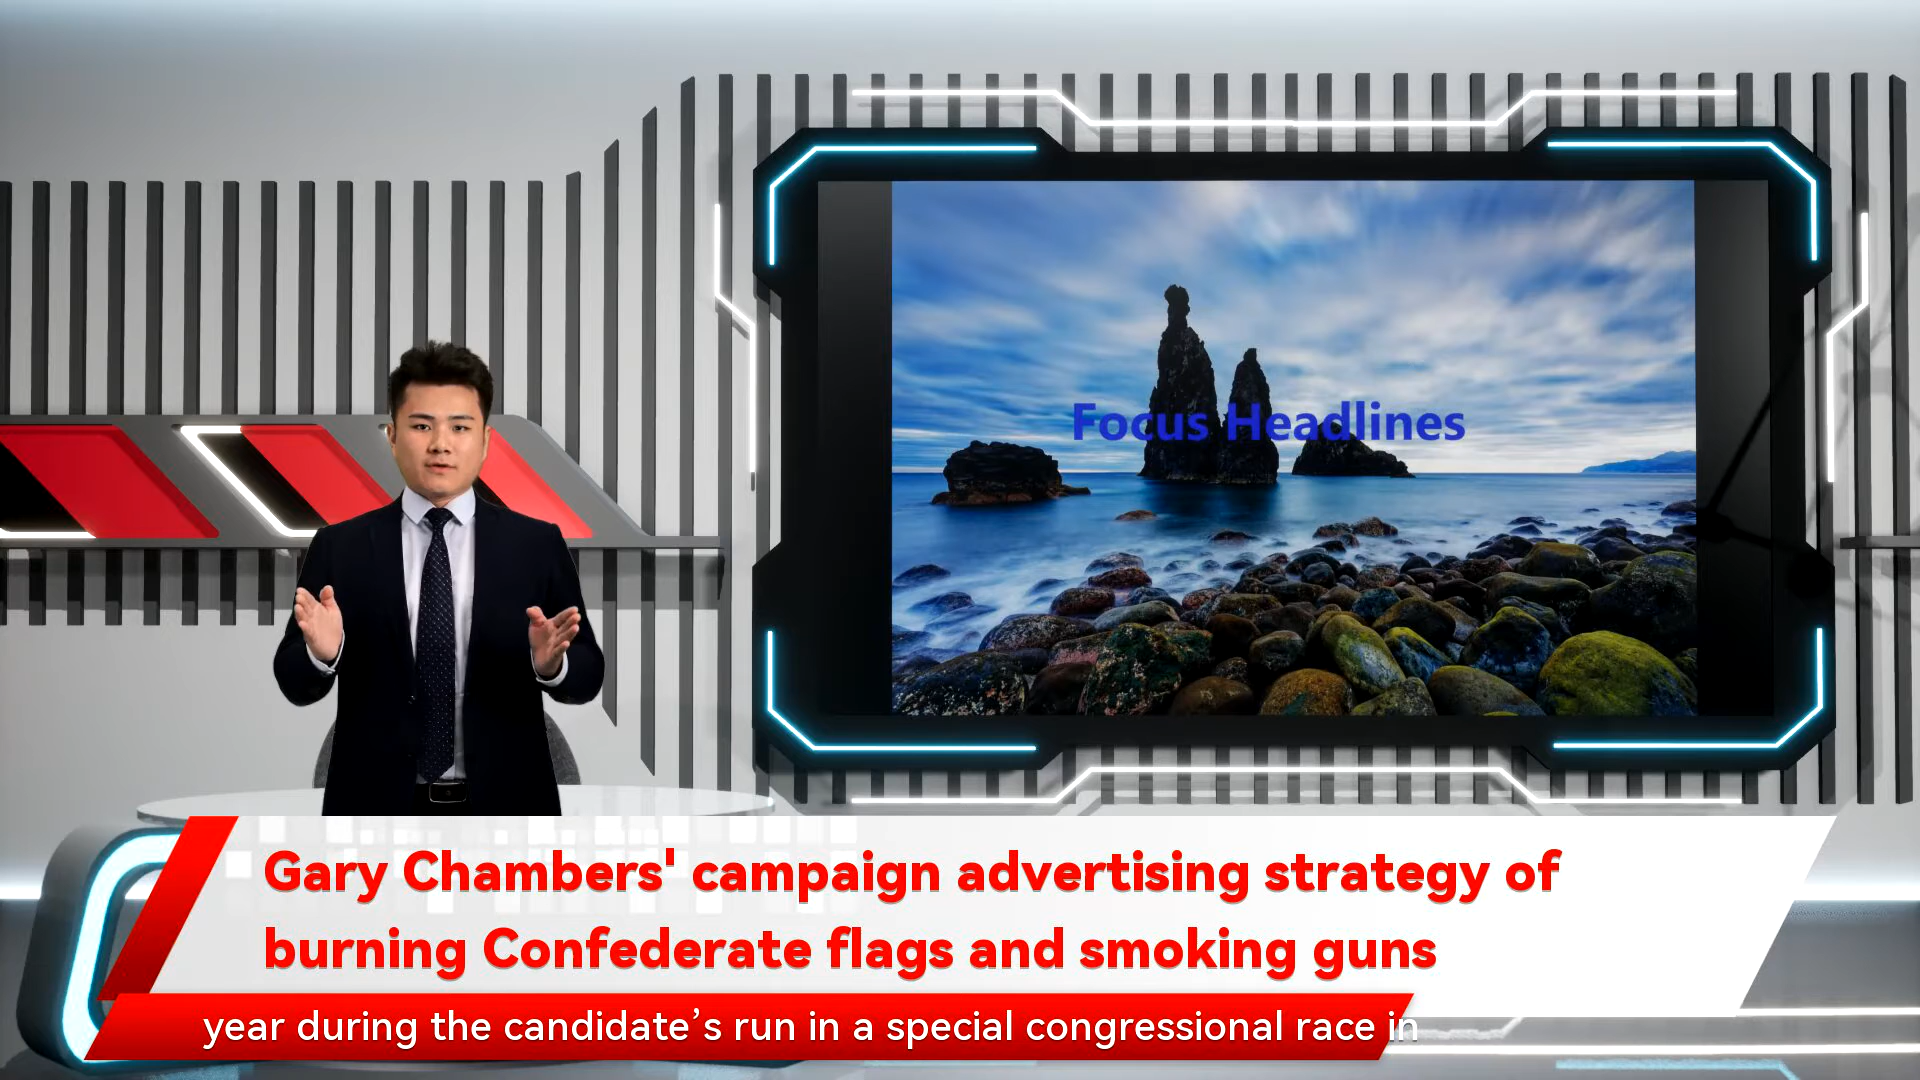 Focus Headlines
Gary Chambers' campaign advertising strategy of
burning Confederate flags and smoking guns
year during the candidate’s run in a special congressional race in